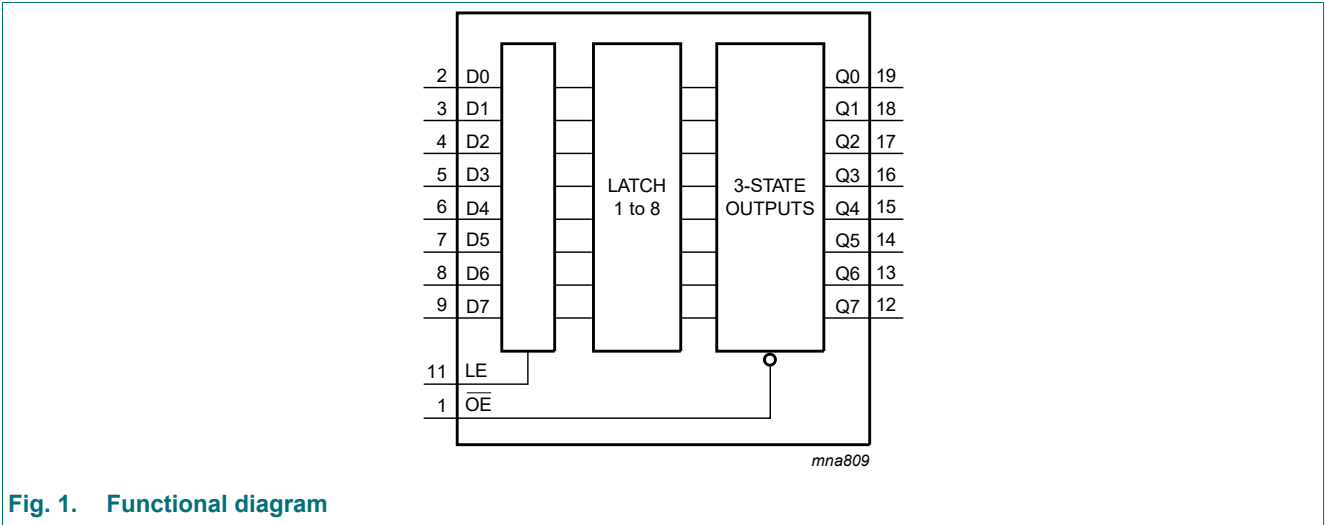 2 D0 Q0 19
3 D1 Q1 18
4 D2 Q2 17
5 D3 Q3 16
6 D4 Q4 15
7 D5 Q5 14
8 D6 Q6 13
9 D7 Q7 12
LATCH
1 to 8
3-STATE
OUTPUTS
11 LE
1 O̅E̅
mna809
Fig. 1. Functional diagram